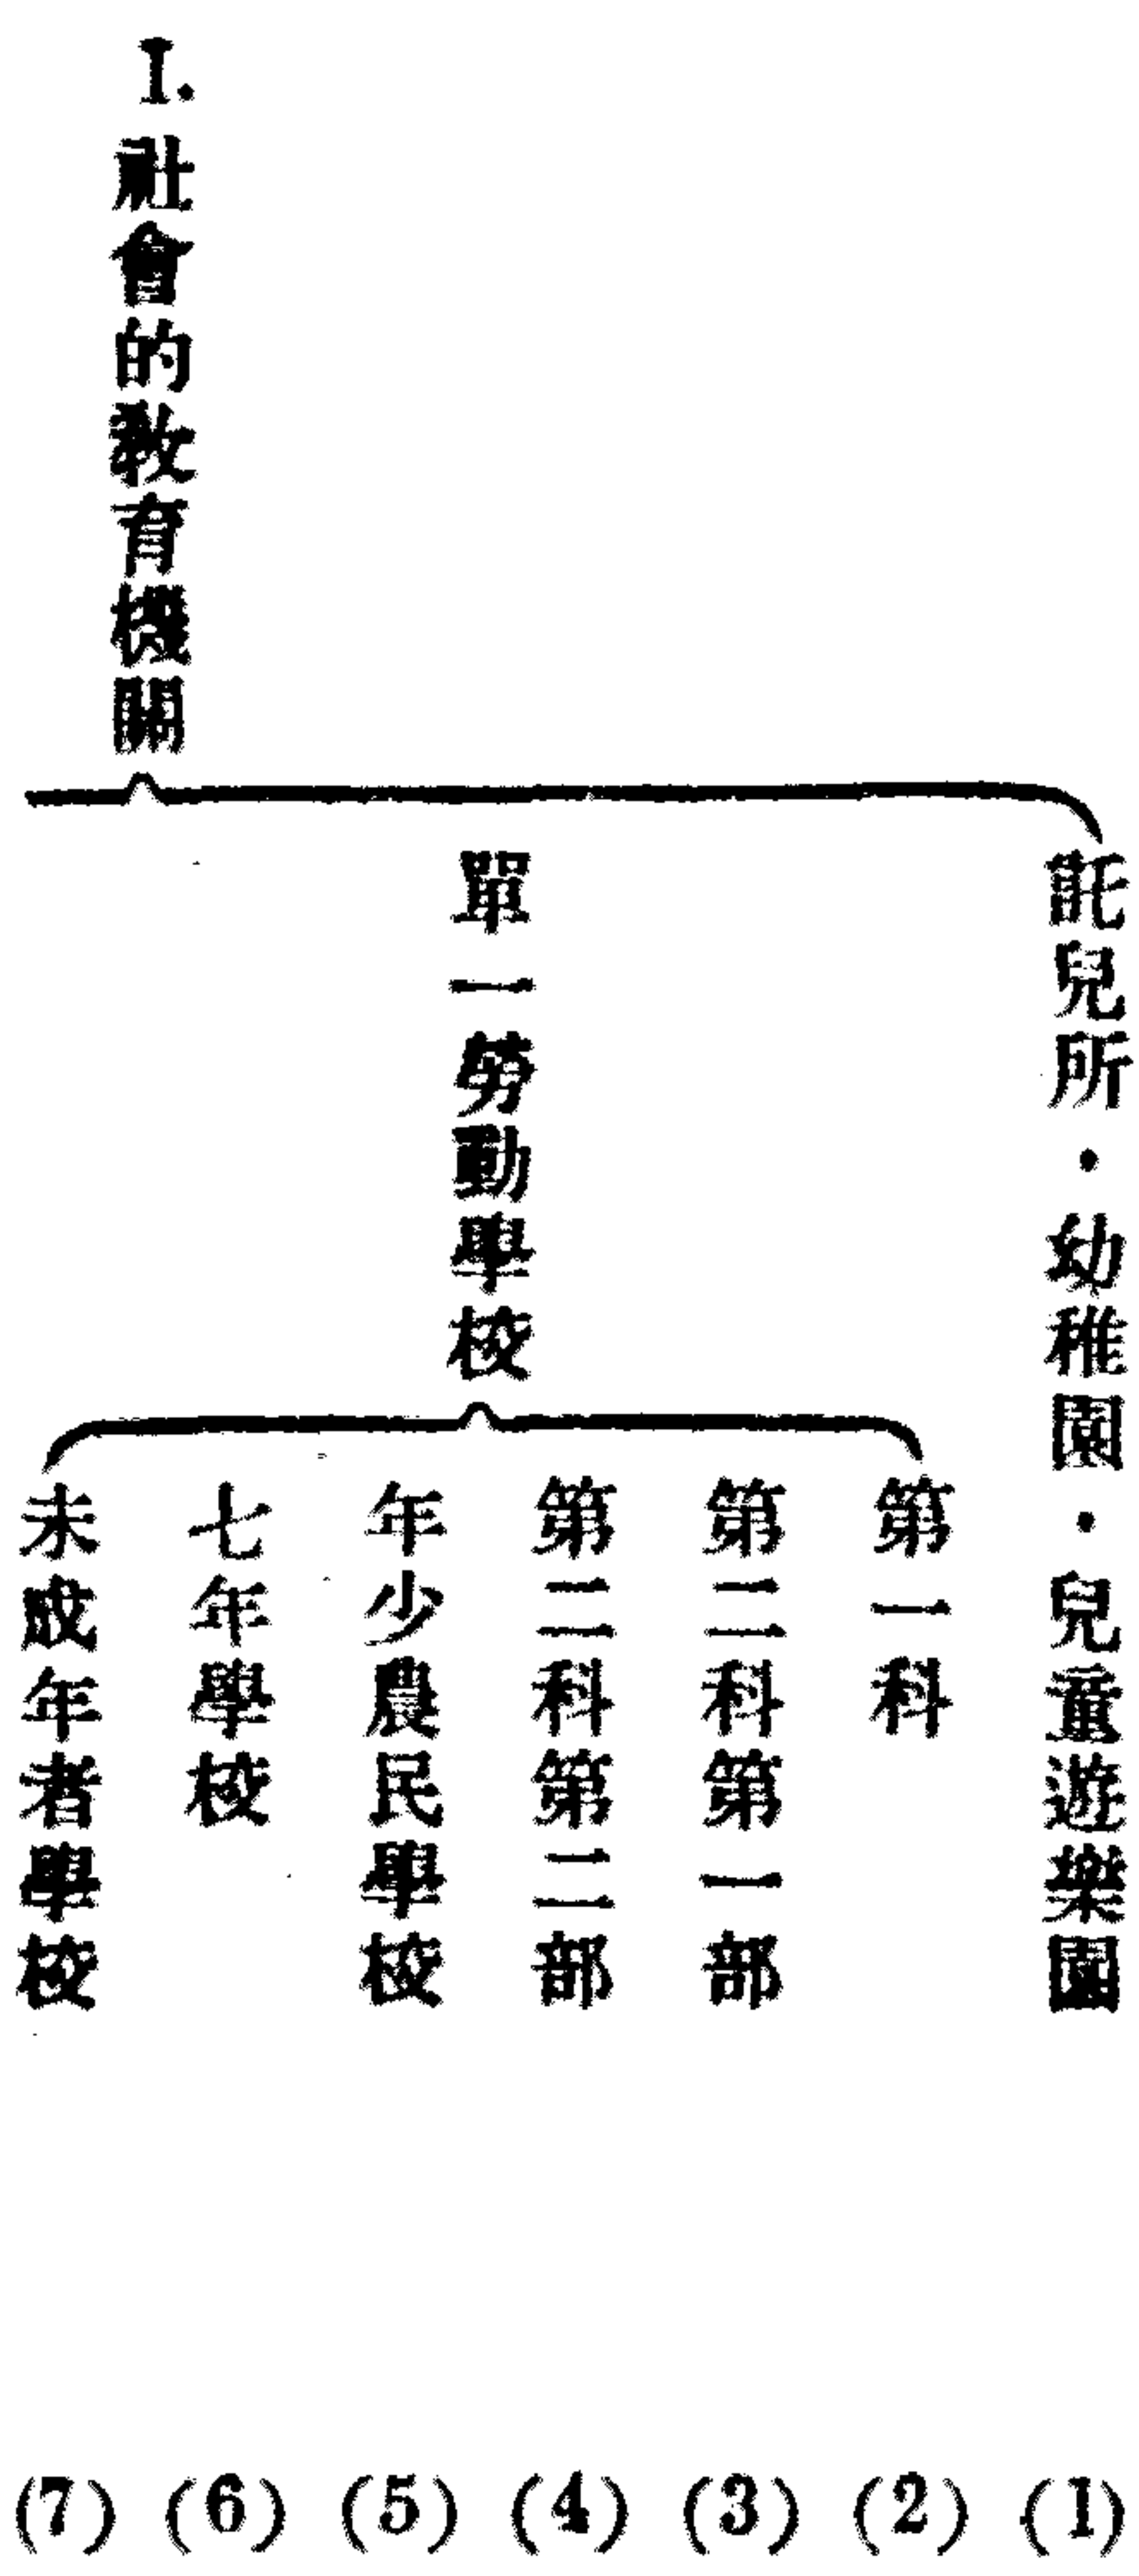 託兒所・幼稚園・兒童遊樂園 (1)
第一科 (2)
第二科第一部 (3)
單一勞動學校
第二科第二部 (4)
年少農民學校 (5)
七年學校 (6)
I.社會的教育機關
未成年者學校 (7)